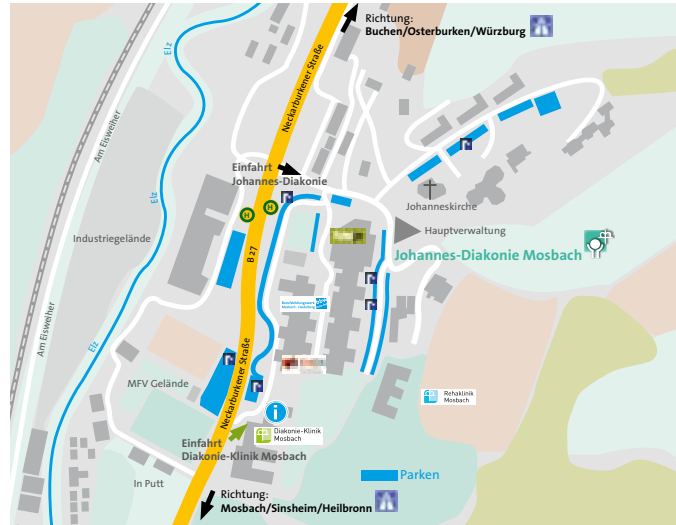 Richtung:
Buchen/Osterburken/Würzburg
Elz
Neckarburkener Straße
Am Eisweiher
Einfahrt
Johannes-Diakonie
Elz
H
H
Johanneskirche
Industriegelände
Hauptverwaltung
B 27
Johannes-Diakonie Mosbach
Am Eisweiher
Elz
Neckarburkener Straße
MFV Gelände
Rehaklinik
Mosbach
i
Diakonie-Klinik
Mosbach
Einfahrt
Diakonie-Klinik Mosbach
In Putt
Parken
Richtung:
Mosbach/Sinsheim/Heilbronn